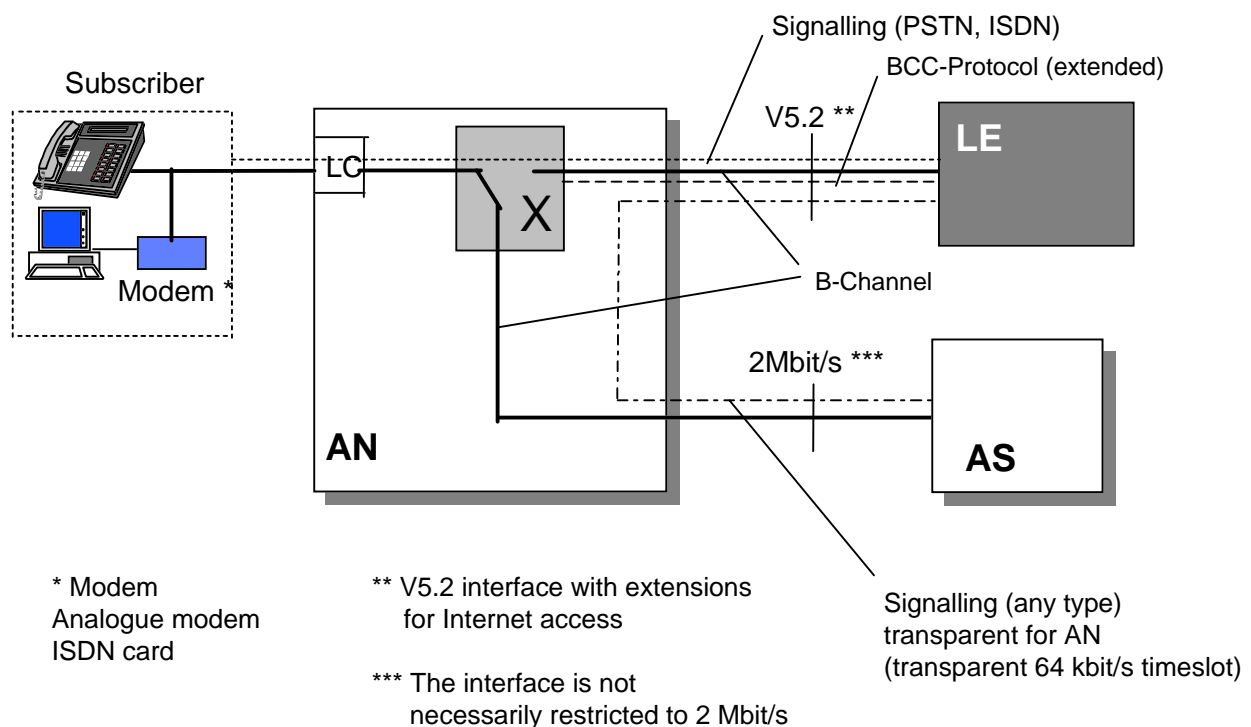 Signalling (PSTN, ISDN)
BCC-Protocol (extended)
Subscriber
V5.2 **
LE
LC
X
Modem *
B-Channel
2Mbit/s ***
AN
AS
* Modem
Analogue modem
ISDN card
** V5.2 interface with extensions
for Internet access
*** The interface is not
necessarily restricted to 2 Mbit/s
Signalling (any type)
transparent for AN
(transparent 64 kbit/s timeslot)